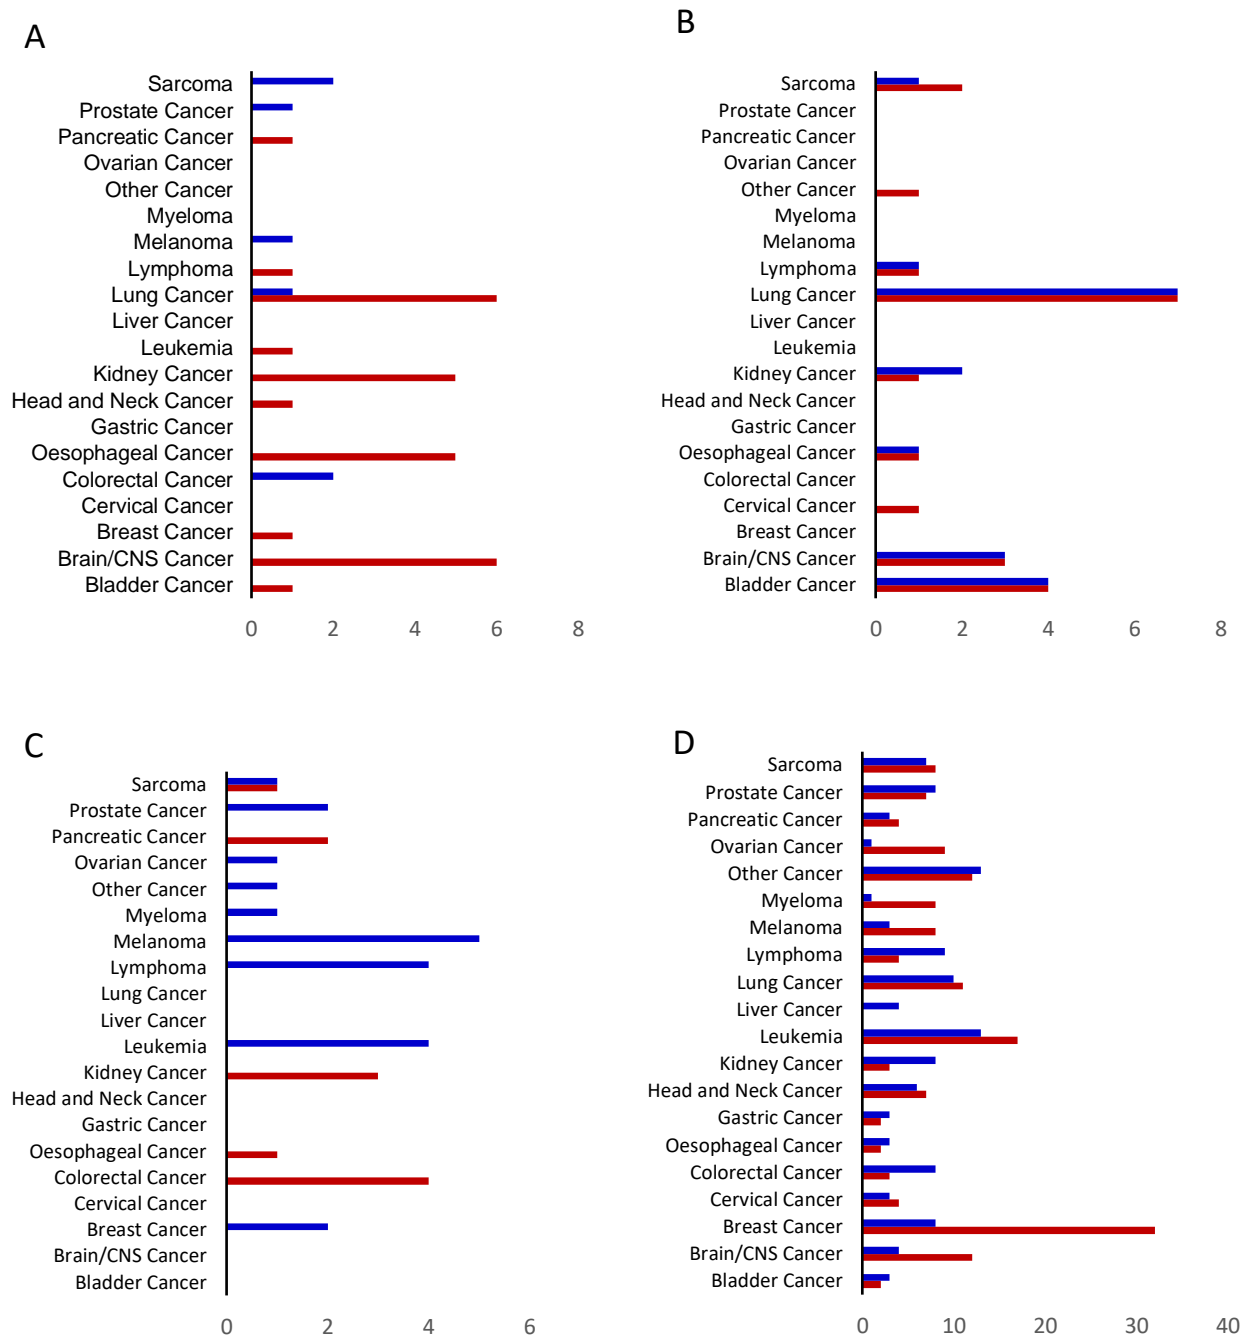 A
Sarcoma
Prostate Cancer
Pancreatic Cancer
Ovarian Cancer
Other Cancer
Myeloma
Melanoma
Lymphoma
Lung Cancer
Liver Cancer
Leukemia
Kidney Cancer
Head and Neck Cancer
Gastric Cancer
Oesophageal Cancer
Colorectal Cancer
Cervical Cancer
Breast Cancer
Brain/CNS Cancer
Bladder Cancer
0 2 4 6 8
B
Sarcoma
Prostate Cancer
Pancreatic Cancer
Ovarian Cancer
Other Cancer
Myeloma
Melanoma
Lymphoma
Lung Cancer
Liver Cancer
Leukemia
Kidney Cancer
Head and Neck Cancer
Gastric Cancer
Oesophageal Cancer
Colorectal Cancer
Cervical Cancer
Breast Cancer
Brain/CNS Cancer
Bladder Cancer
0 2 4 6 8
C
Sarcoma
Prostate Cancer
Pancreatic Cancer
Ovarian Cancer
Other Cancer
Myeloma
Melanoma
Lymphoma
Lung Cancer
Liver Cancer
Leukemia
Kidney Cancer
Head and Neck Cancer
Gastric Cancer
Oesophageal Cancer
Colorectal Cancer
Cervical Cancer
Breast Cancer
Brain/CNS Cancer
Bladder Cancer
0 2 4 6
D
Sarcoma
Prostate Cancer
Pancreatic Cancer
Ovarian Cancer
Other Cancer
Myeloma
Melanoma
Lymphoma
Lung Cancer
Liver Cancer
Leukemia
Kidney Cancer
Head and Neck Cancer
Gastric Cancer
Oesophageal Cancer
Colorectal Cancer
Cervical Cancer
Breast Cancer
Brain/CNS Cancer
Bladder Cancer
0 10 20 30 40